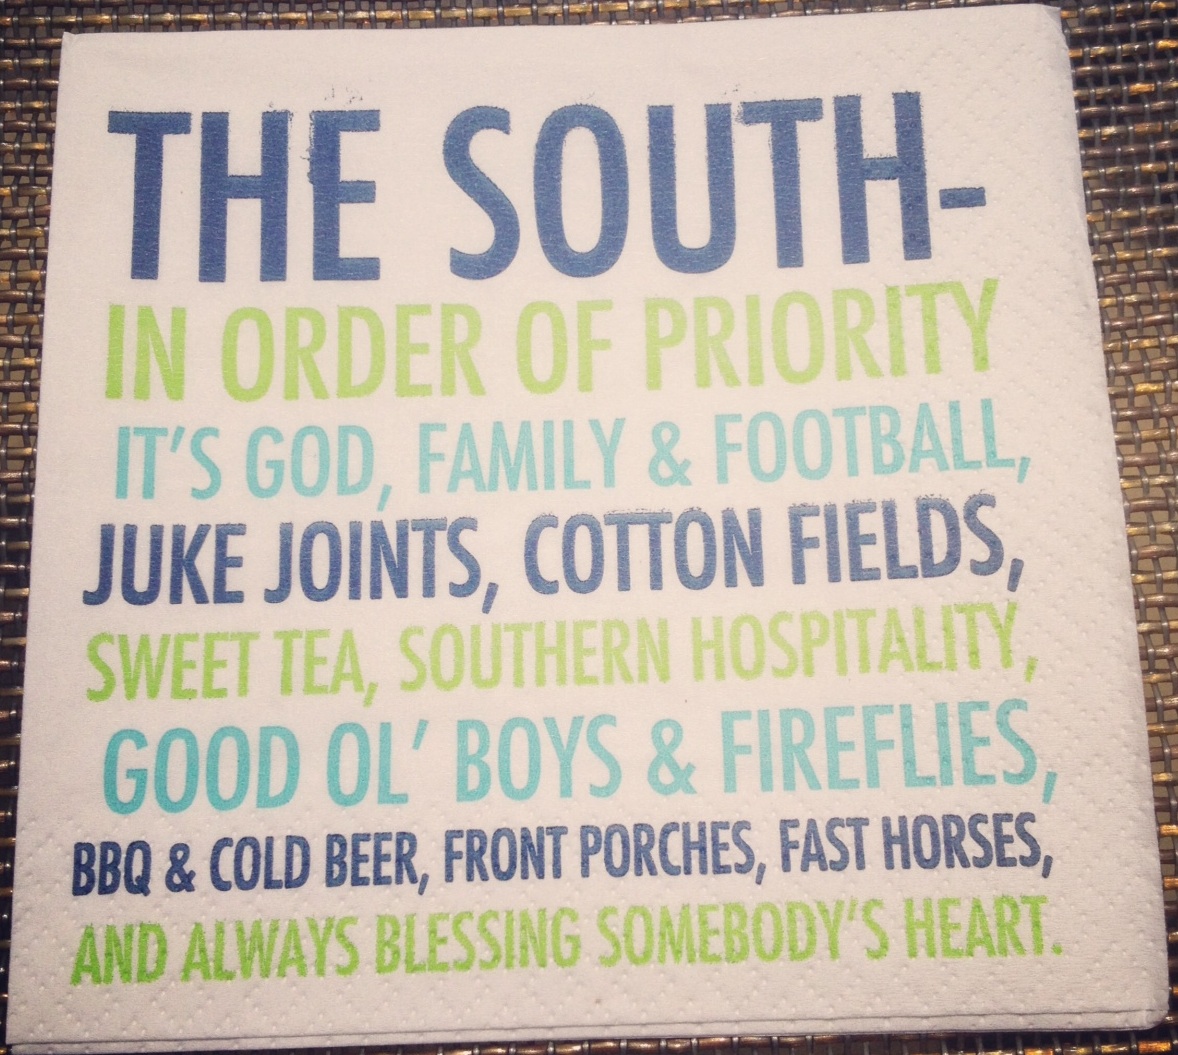 THE SOUTH-
IN ORDER OF PRIORITY
IT'S GOD, FAMILY & FOOTBALL,
JUKE JOINTS, COTTON FIELDS,
SWEET TEA, SOUTHERN HOSPITALITY,
GOOD OL' BOYS & FIREFLIES,
BBQ & COLD BEER, FRONT PORCHES, FAST HORSES,
AND ALWAYS BLESSING SOMEBODY'S HEART.